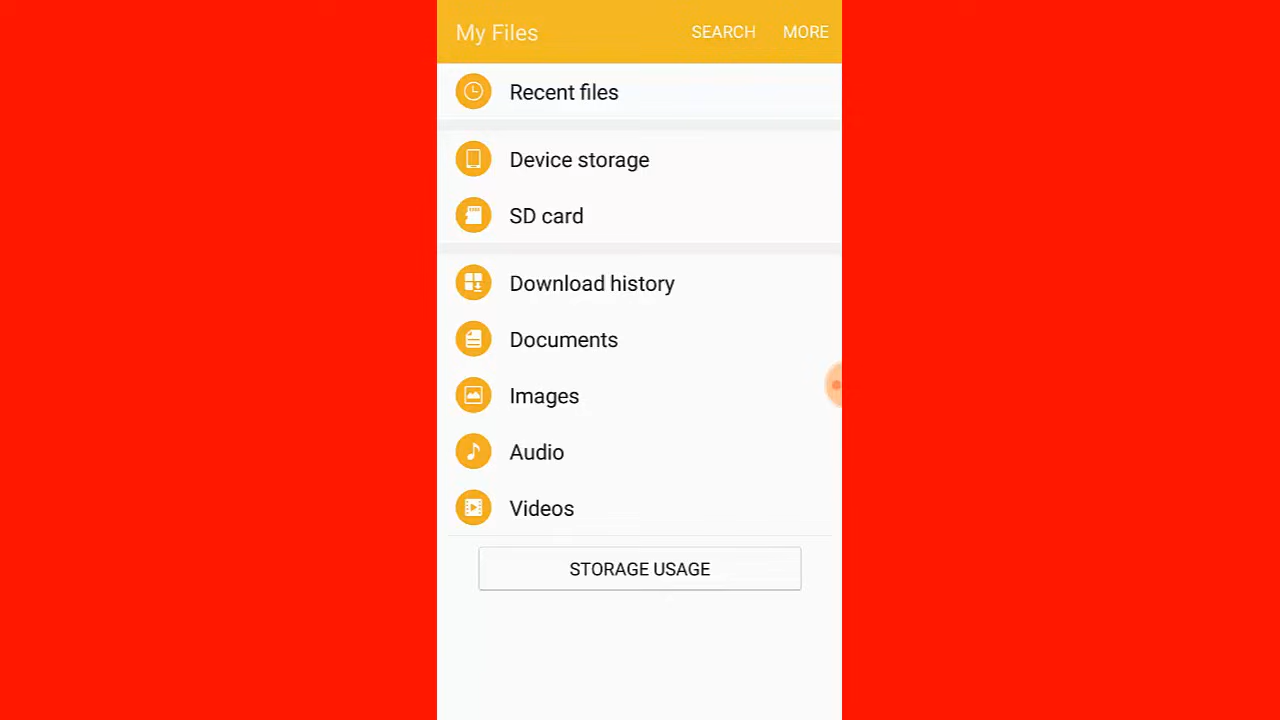 My Files SEARCH MORE
Recent files
Device storage
SD card
Download history
Documents
Images
Audio
Videos
STORAGE USAGE